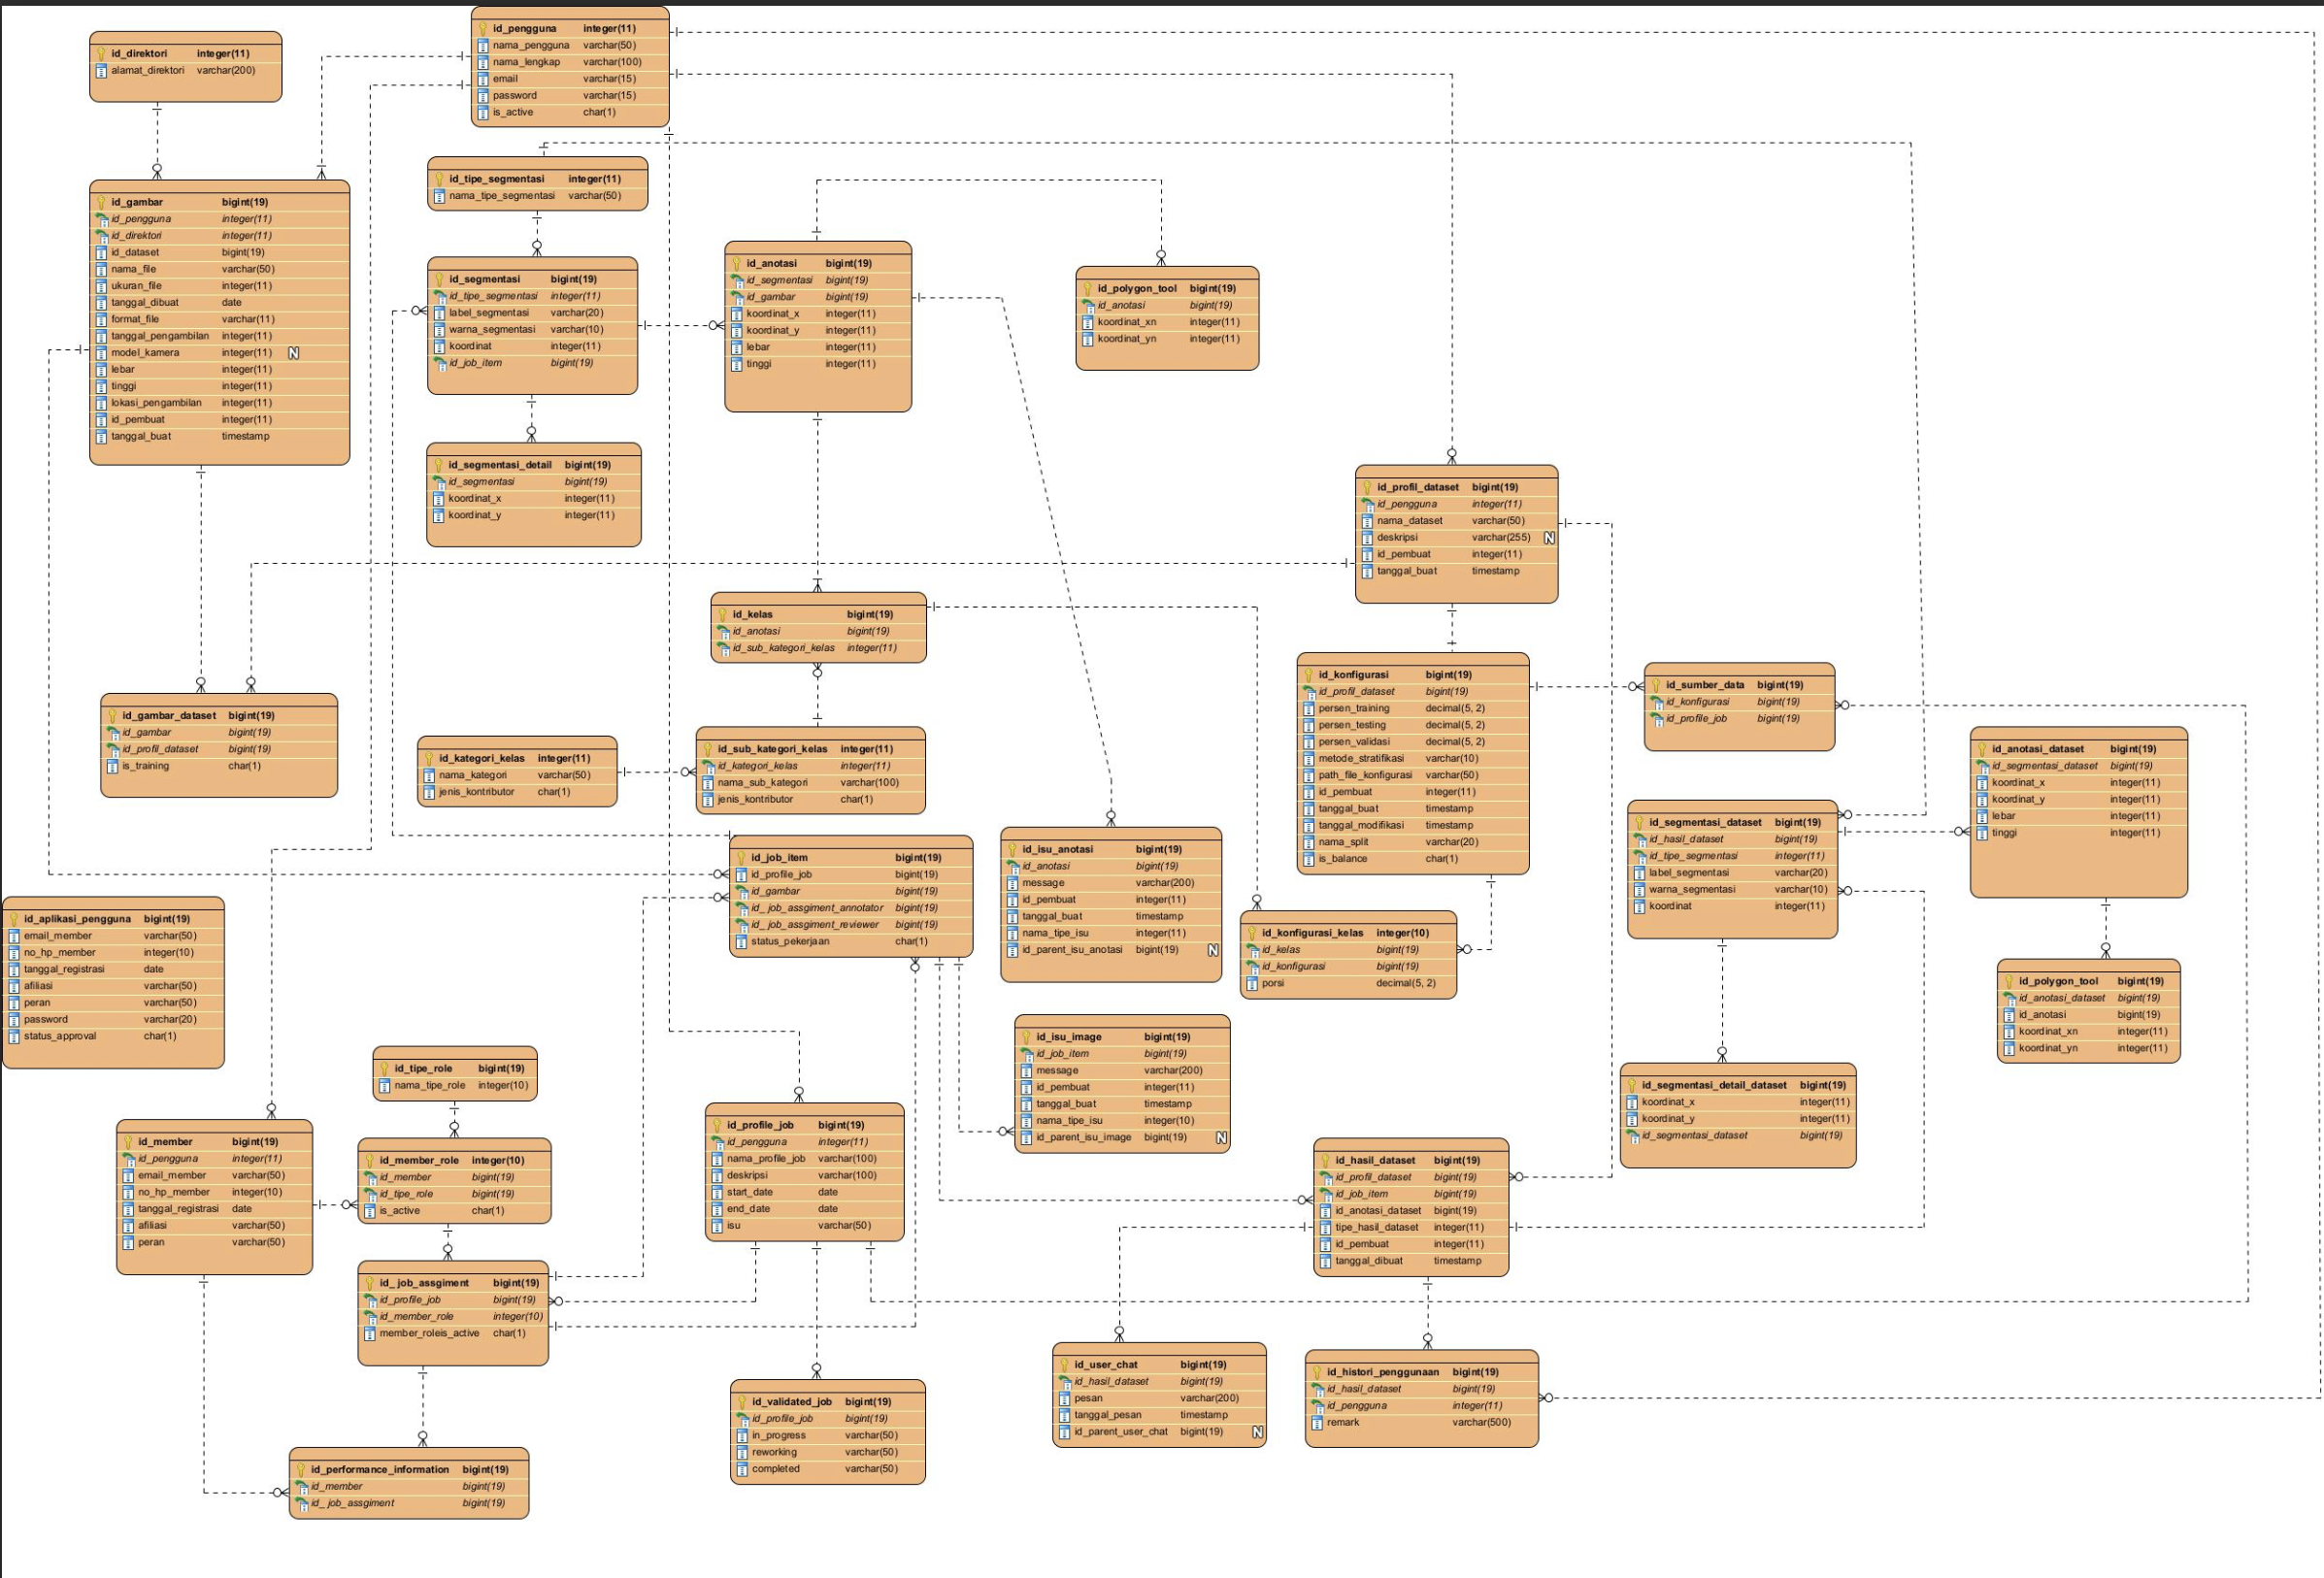 id_direktori integer(11)
alamat_direktori varchar(200)
id_pengguna integer(11)
nama_pengguna varchar(50)
nama_lengkap varchar(100)
email varchar(15)
password varchar(15)
is_active char(1)
id_gambar bigint(19)
id_pengguna integer(11)
id_direktori integer(11)
id_dataset bigint(19)
nama_file varchar(50)
ukuran_file integer(11)
tanggal_dibuat date
format_file varchar(11)
tanggal_pengambilan integer(11)
model_kamera integer(11) N
lebar integer(11)
tinggi integer(11)
lokasi_pengambilan integer(11)
id_pembuat integer(11)
tanggal_buat timestamp
id_tipe_segmentasi integer(11)
nama_tipe_segmentasi varchar(50)
id_segmentasi bigint(19)
id_tipe_segmentasi integer(11)
label_segmentasi varchar(20)
warna_segmentasi varchar(10)
koordinat integer(11)
id_job_item bigint(19)
id_segmentasi_detail bigint(19)
id_segmentasi bigint(19)
koordinat_x integer(11)
koordinat_y integer(11)
id_anotasi bigint(19)
id_segmentasi bigint(19)
id_gambar bigint(19)
koordinat_x integer(11)
koordinat_y integer(11)
lebar integer(11)
tinggi integer(11)
id_polygon_tool bigint(19)
id_anotasi bigint(19)
koordinat_xn integer(11)
koordinat_yn integer(11)
id_profil_dataset bigint(19)
id_pengguna integer(11)
nama_dataset varchar(50)
deskripsi varchar(255) N
id_pembuat integer(11)
tanggal_buat timestamp
id_kelas bigint(19)
id_anotasi bigint(19)
id_sub_kategori_kelas integer(11)
id_gambar_dataset bigint(19)
id_gambar bigint(19)
id_profil_dataset bigint(19)
is_training char(1)
id_kategori_kelas integer(11)
nama_kategori varchar(50)
jenis_kontributor char(1)
id_sub_kategori_kelas integer(11)
id_kategori_kelas integer(11)
nama_sub_kategori varchar(100)
jenis_kontributor char(1)
id_konfigurasi bigint(19)
id_profil_dataset bigint(19)
persen_training decimal(5, 2)
persen_testing decimal(5, 2)
persen_validasi decimal(5, 2)
metode_stratifikasi varchar(10)
path_file_konfigurasi varchar(50)
id_pembuat integer(11)
tanggal_buat timestamp
tanggal_modifikasi timestamp
nama_split varchar(20)
is_balance char(1)
id_sumber_data bigint(19)
id_konfigurasi bigint(19)
id_profile_job bigint(19)
id_anotasi_dataset bigint(19)
id_segmentasi_dataset bigint(19)
koordinat_x integer(11)
koordinat_y integer(11)
lebar integer(11)
tinggi integer(11)
id_segmentasi_dataset bigint(19)
id_hasil_dataset bigint(19)
id_tipe_segmentasi integer(11)
label_segmentasi varchar(20)
warna_segmentasi varchar(10)
koordinat integer(11)
id_job_item bigint(19)
id_profile_job bigint(19)
id_gambar bigint(19)
id_ job_assgiment_annotator bigint(19)
id_ job_assgiment_reviewer bigint(19)
status_pekerjaan char(1)
id_isu_anotasi bigint(19)
id_anotasi bigint(19)
message varchar(200)
id_pembuat integer(11)
tanggal_buat timestamp
nama_tipe_isu integer(11)
id_parent_isu_anotasi bigint(19) N
id_konfigurasi_kelas integer(10)
id_kelas bigint(19)
id_konfigurasi bigint(19)
porsi decimal(5, 2)
id_aplikasi_pengguna bigint(19)
email_member varchar(50)
no_hp_member integer(10)
tanggal_registrasi date
afiliasi varchar(50)
peran varchar(50)
password varchar(20)
status_approval char(1)
id_polygon_tool bigint(19)
id_anotasi_dataset bigint(19)
id_anotasi bigint(19)
koordinat_xn integer(11)
koordinat_yn integer(11)
id_isu_image bigint(19)
id_job_item bigint(19)
message varchar(200)
id_pembuat integer(11)
tanggal_buat timestamp
nama_tipe_isu integer(10)
id_parent_isu_image bigint(19) N
id_tipe_role bigint(19)
nama_tipe_role integer(10)
id_segmentasi_detail_dataset bigint(19)
koordinat_x integer(11)
koordinat_y integer(11)
id_segmentasi_dataset bigint(19)
id_member bigint(19)
id_pengguna integer(11)
email_member varchar(50)
no_hp_member integer(10)
tanggal_registrasi date
afiliasi varchar(50)
peran varchar(50)
id_member_role integer(10)
id_member bigint(19)
id_tipe_role bigint(19)
is_active char(1)
id_profile_job bigint(19)
id_pengguna integer(11)
nama_profile_job varchar(100)
deskripsi varchar(100)
start_date date
end_date date
isu varchar(50)
id_hasil_dataset bigint(19)
id_profil_dataset bigint(19)
id_job_item bigint(19)
id_anotasi_dataset bigint(19)
tipe_hasil_dataset integer(11)
id_pembuat integer(11)
tanggal_dibuat timestamp
id_ job_assgiment bigint(19)
id_profile_job bigint(19)
id_member_role integer(10)
member_roleis_active char(1)
id_user_chat bigint(19)
id_hasil_dataset bigint(19)
pesan varchar(200)
tanggal_pesan timestamp
id_parent_user_chat bigint(19) N
id_histori_penggunaan bigint(19)
id_hasil_dataset bigint(19)
id_pengguna integer(11)
remark varchar(500)
id_validated_job bigint(19)
id_profile_job bigint(19)
in_progress varchar(50)
reworking varchar(50)
completed varchar(50)
id_performance_information bigint(19)
id_member bigint(19)
id_ job_assgiment bigint(19)